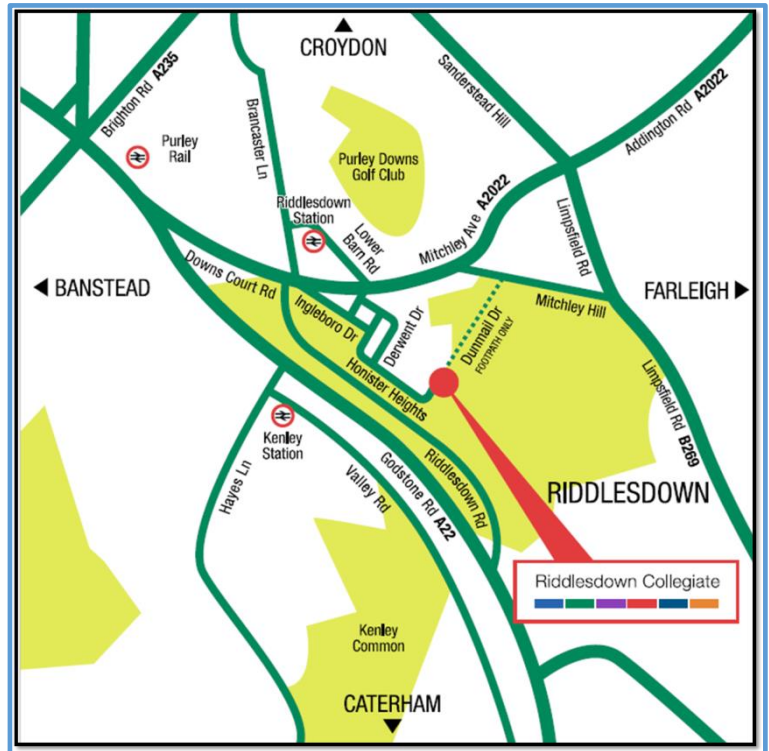 CROYDON
Brighton Rd A235
Brancaster Ln
Sanderstead Hill
Addington Rd A2022
Purley
Rail
Purley Downs
Golf Club
Riddlesdown
Station
Lower
Barn Rd
Mitchley Ave A2022
Limpsfield Rd
BANSTEAD
Downs Court Rd
Ingleboro Dr
Derwent Dr
Dunmail Dr
FOOTPATH ONLY
Mitchley Hill
FARLEIGH
Honister Heights
Limpsfield Rd B269
Kenley
Station
Hayes Ln
Valley Rd
Godstone Rd A22
Riddlesdown Rd
RIDDLESDOWN
Riddlesdown Collegiate
Kenley
Common
CATERHAM